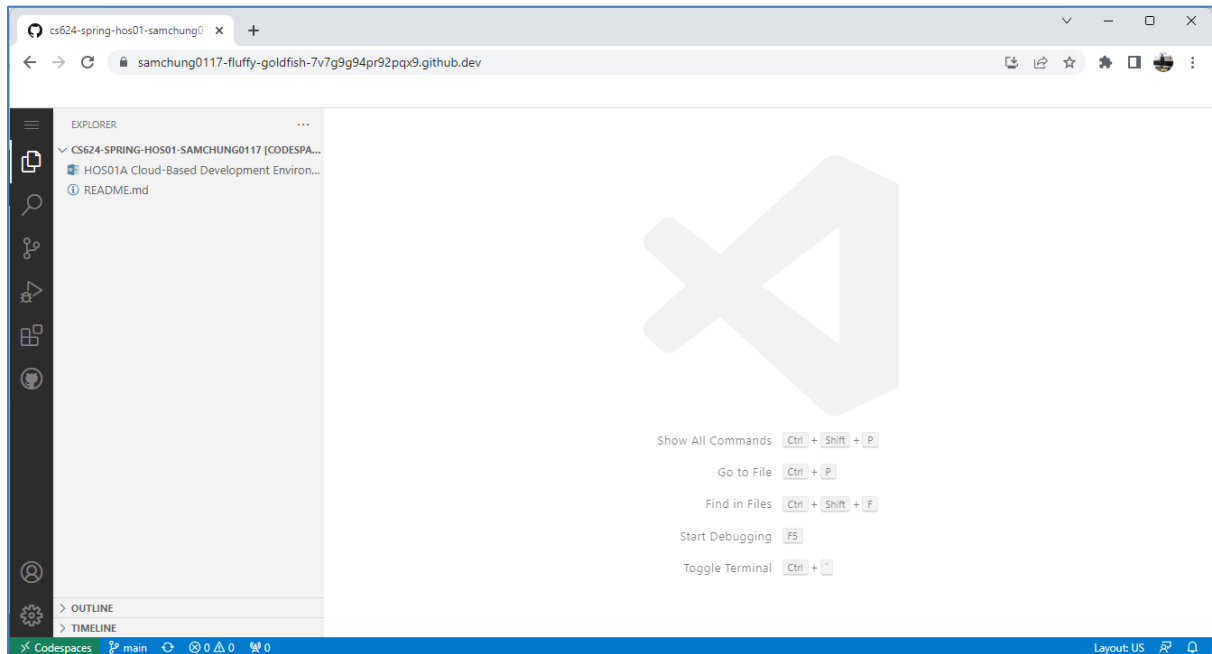 cs624-spring-hos01-samchung01
samchung0117-fluffy-goldfish-7v7g9g94pr92pqx9.github.dev
EXPLORER ...
CS624-SPRING-HOS01-SAMCHUNG0117 [CODESPA...
HOS01A Cloud-Based Development Environ...
README.md
Show All Commands Ctrl + Shift + P
Go to File Ctrl + P
Find in Files Ctrl + Shift + F
Start Debugging F5
Toggle Terminal Ctrl + `
> OUTLINE
> TIMELINE
Codespaces main 0 0 0 Layout: US